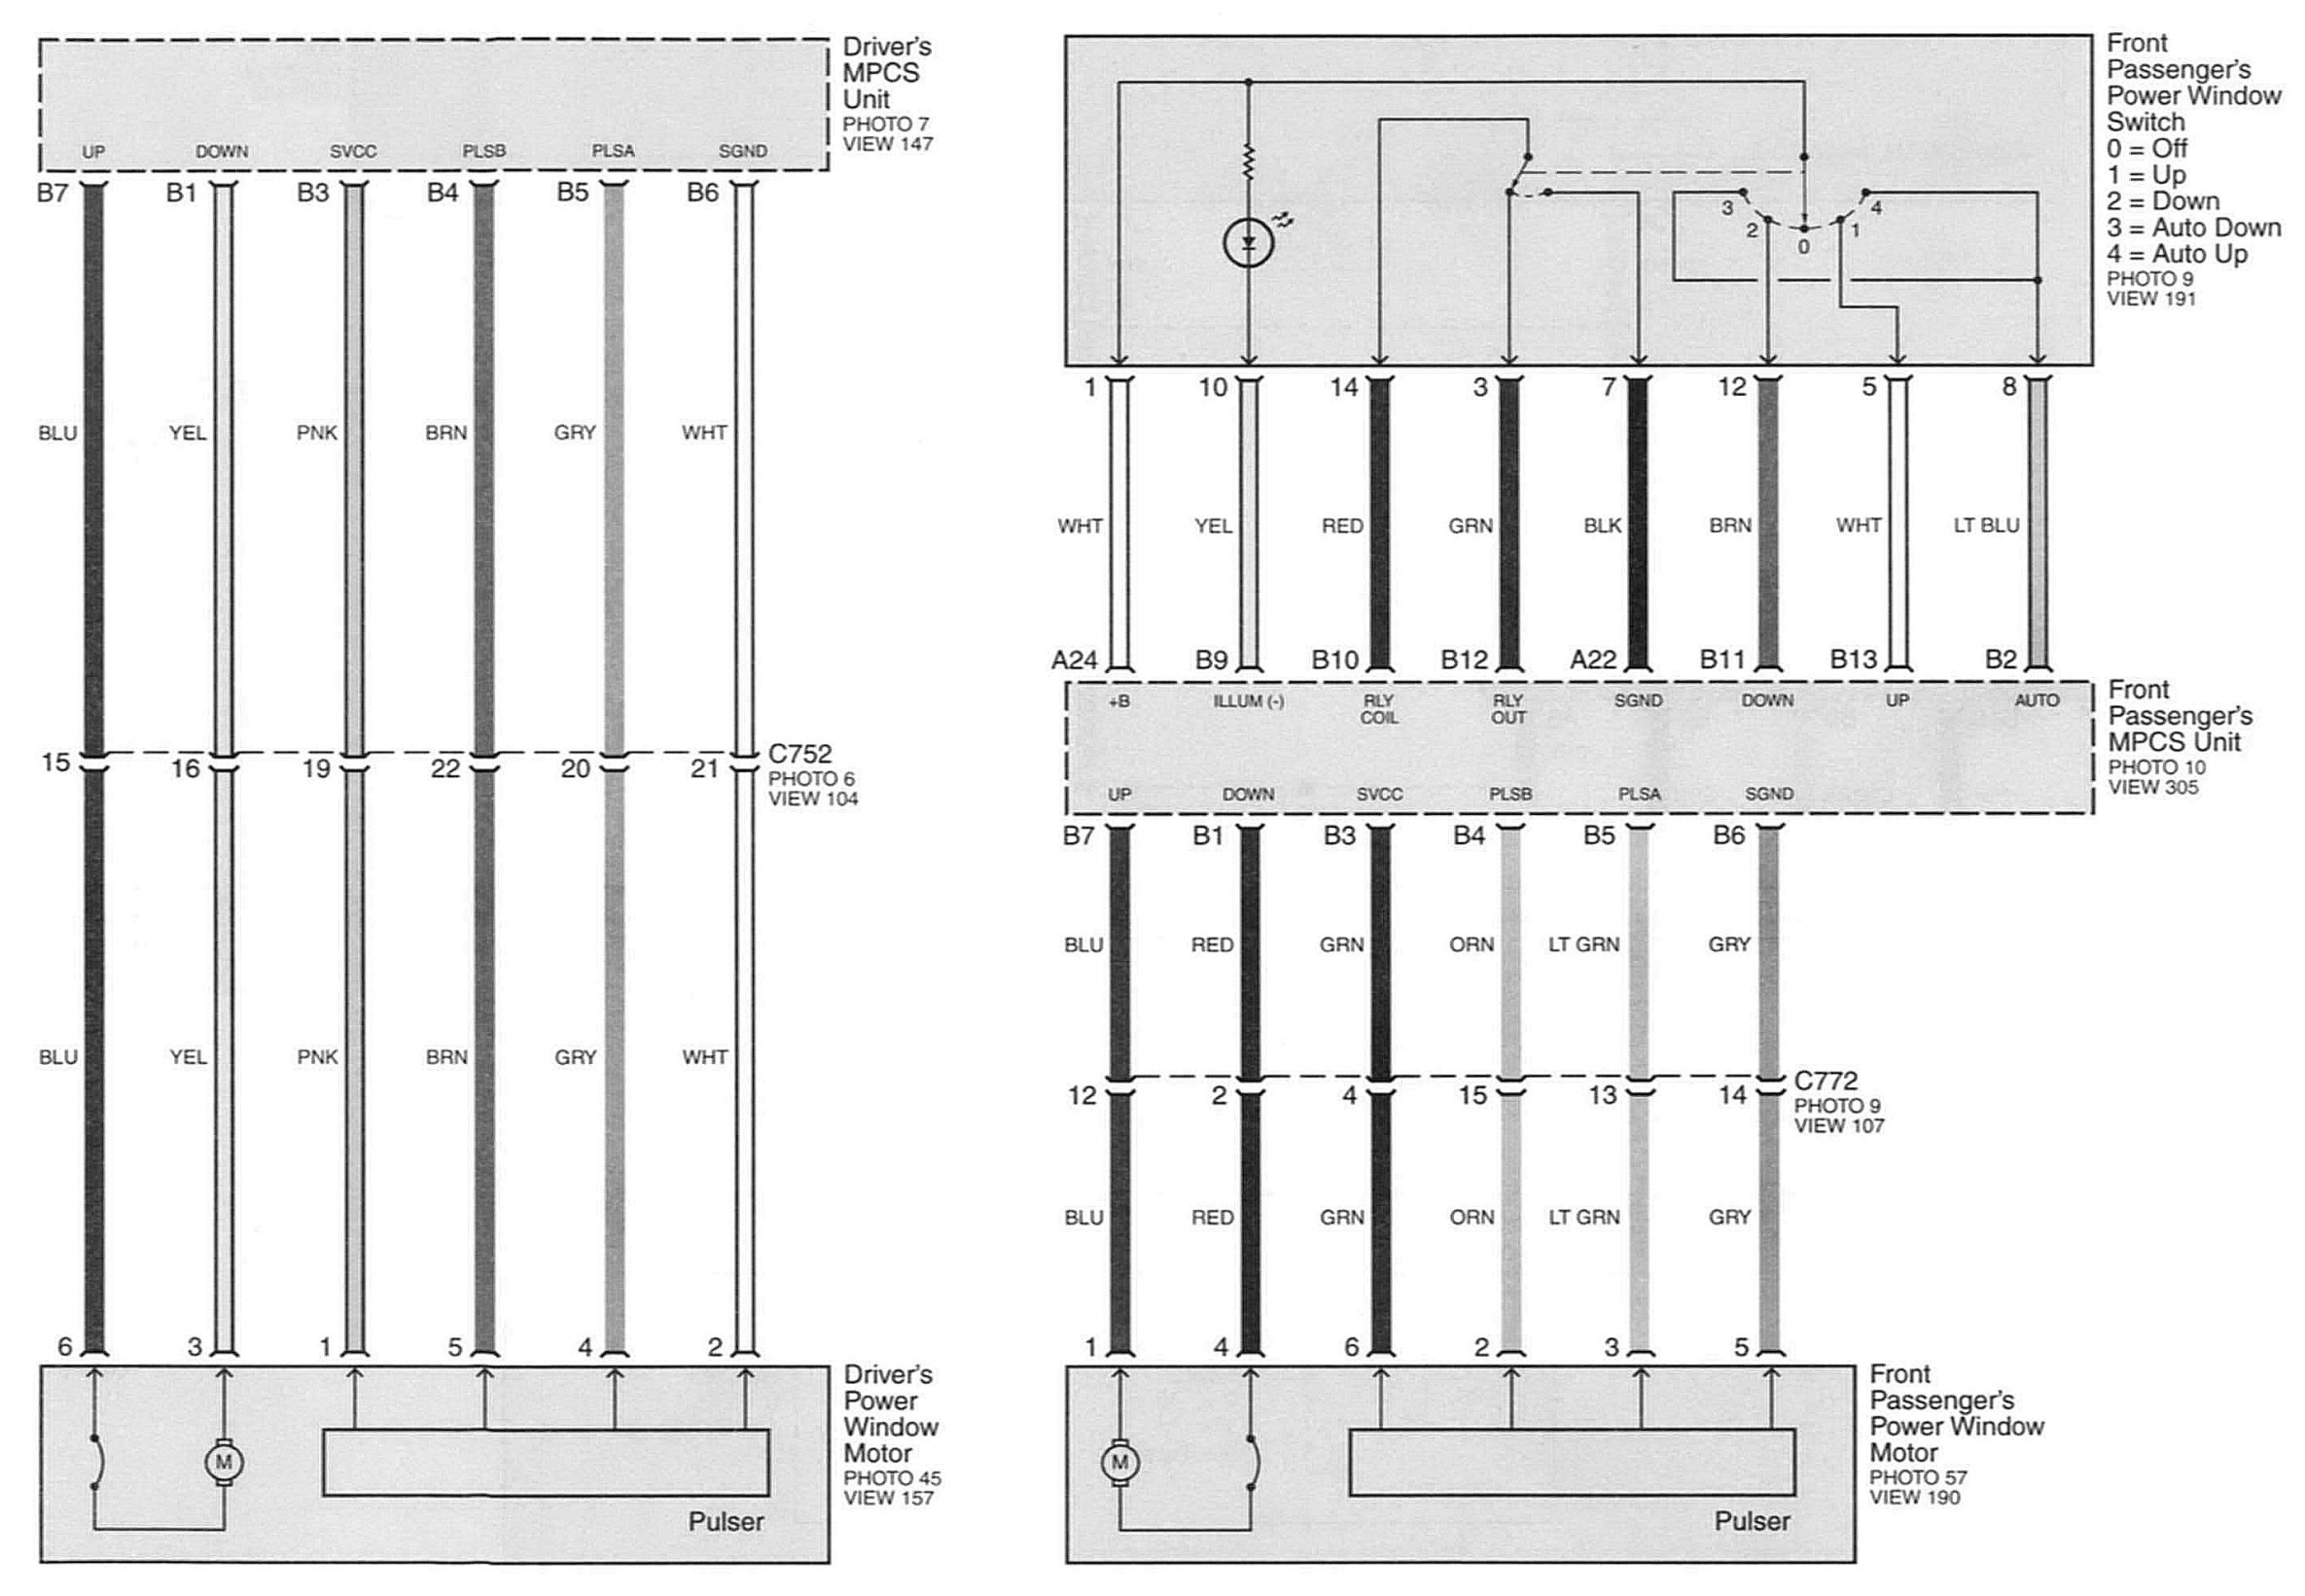 Driver's
MPCS
Unit
PHOTO 7
VIEW 147
UP DOWN SVCC PLSB PLSA SGND
B7 B1 B3 B4 B5 B6
BLU YEL PNK BRN GRY WHT
15 16 19 22 20 21
C752
PHOTO 6
VIEW 104
BLU YEL PNK BRN GRY WHT
6 3 1 5 4 2
M
Pulser
Driver's
Power
Window
Motor
PHOTO 45
VIEW 157
Front
Passenger's
Power Window
Switch
0 = Off
1 = Up
2 = Down
3 = Auto Down
4 = Auto Up
PHOTO 9
VIEW 191
3 2 0 1 4
1 10 14 3 7 12 5 8
WHT YEL RED GRN BLK BRN WHT LT BLU
A24 B9 B10 B12 A22 B11 B13 B2
+B ILLUM (-) RLY COIL RLY OUT SGND DOWN UP AUTO
Front
Passenger's
MPCS Unit
PHOTO 10
VIEW 305
UP DOWN SVCC PLSB PLSA SGND
B7 B1 B3 B4 B5 B6
BLU RED GRN ORN LT GRN GRY
12 2 4 15 13 14
C772
PHOTO 9
VIEW 107
BLU RED GRN ORN LT GRN GRY
1 4 6 2 3 5
M
Pulser
Front
Passenger's
Power Window
Motor
PHOTO 57
VIEW 190